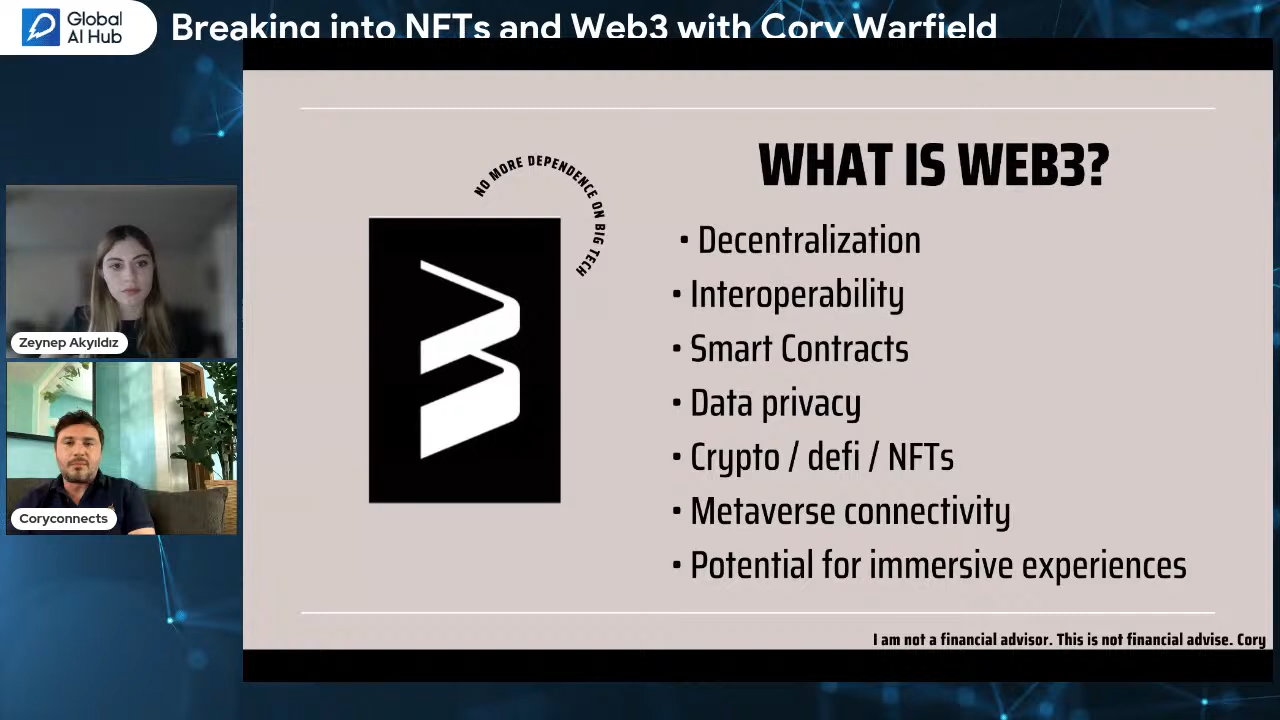 Global
AI Hub
Breaking into NFTs and Web3 with Cory Warfield
NO MORE DEPENDENCE ON BIG TECH
WHAT IS WEB3?
• Decentralization
• Interoperability
• Smart Contracts
• Data privacy
• Crypto / defi / NFTs
• Metaverse connectivity
• Potential for immersive experiences
Zeynep Akyıldız
Coryconnects
I am not a financial advisor. This is not financial advise. Cory